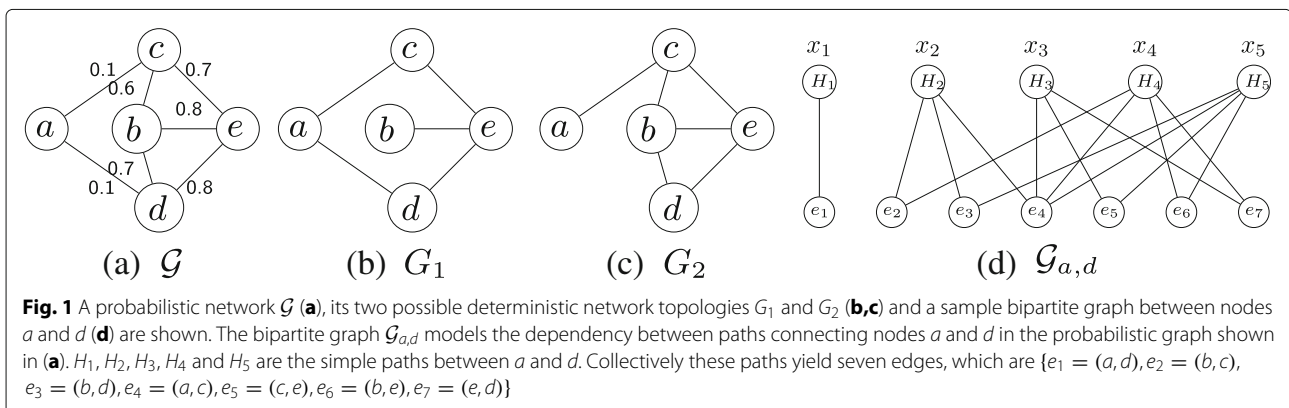 c
0.1 0.7
0.6
0.8
a b e
0.7
0.1 0.8
d
(a) 𝒢
c
a b e
d
(b) G₁
c
a b e
d
(c) G₂
x₁ x₂ x₃ x₄ x₅
H₁ H₂ H₃ H₄ H₅
e₁ e₂ e₃ e₄ e₅ e₆ e₇
(d) 𝒢ₐ,d
Fig. 1 A probabilistic network 𝒢 (a), its two possible deterministic network topologies G₁ and G₂ (b,c) and a sample bipartite graph between nodes
a and d (d) are shown. The bipartite graph 𝒢a,d models the dependency between paths connecting nodes a and d in the probabilistic graph shown
in (a). H₁, H₂, H₃, H₄ and H₅ are the simple paths between a and d. Collectively these paths yield seven edges, which are {e₁ = (a, d), e₂ = (b, c),
e₃ = (b, d), e₄ = (a, c), e₅ = (c, e), e₆ = (b, e), e₇ = (e, d)}